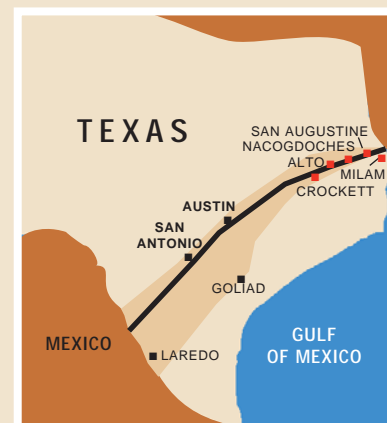 TEXAS
SAN AUGUSTINE
NACOGDOCHES
ALTO
MILAM
CROCKETT
AUSTIN
SAN
ANTONIO
GOLIAD
GULF
OF MEXICO
MEXICO
LAREDO